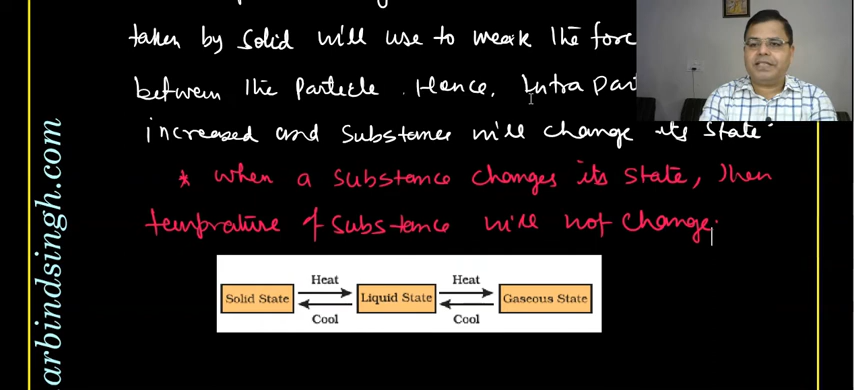 taken by solid will use to weak the force
between the Particle. Hence, Intra Part
increased and Substance will change its State.
* When a substance changes its state, then
temprature of substance will not change.
Heat Heat
Solid State Liquid State Gaseous State
Cool Cool
arbindsingh.com